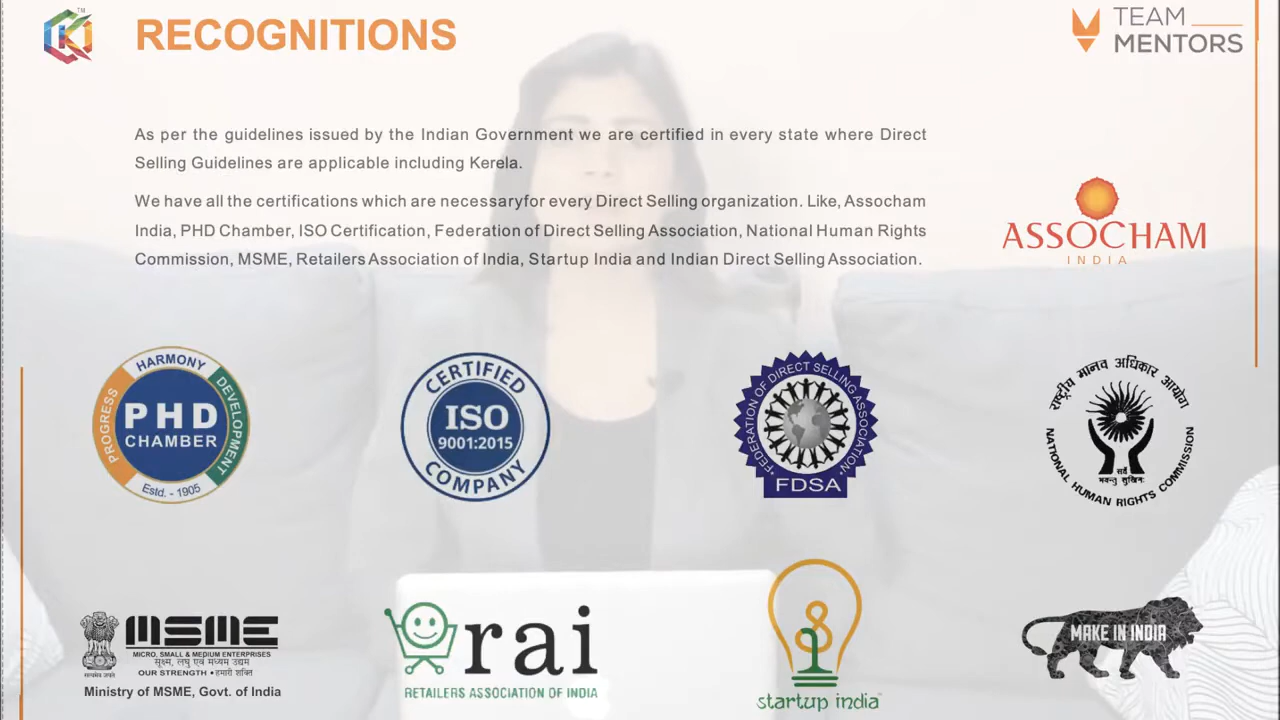 TM
RECOGNITIONS
TEAM
MENTORS
As per the guidelines issued by the Indian Government we are certified in every state where Direct
Selling Guidelines are applicable including Kerela.
We have all the certifications which are necessaryfor every Direct Selling organization. Like, Assocham
India, PHD Chamber, ISO Certification, Federation of Direct Selling Association, National Human Rights
Commission, MSME, Retailers Association of India, Startup India and Indian Direct Selling Association.
ASSOCHAM
INDIA
PROGRESS HARMONY DEVELOPMENT
PHD
CHAMBER
Estd. - 1905
CERTIFIED
ISO
9001:2015
COMPANY
FEDERATION OF DIRECT SELLING ASSOCIATION
FDSA
राष्ट्रीय मानव अधिकार आयोग
सर्वे
भवन्तु सुखिनः
NATIONAL HUMAN RIGHTS COMMISSION
MSME
MICRO, SMALL & MEDIUM ENTERPRISES
सूक्ष्म, लघु एवं मध्यम उद्यम
सत्यमेव जयते
OUR STRENGTH • हमारी शक्ति
Ministry of MSME, Govt. of India
rai
RETAILERS ASSOCIATION OF INDIA
startup india
MAKE IN INDIA